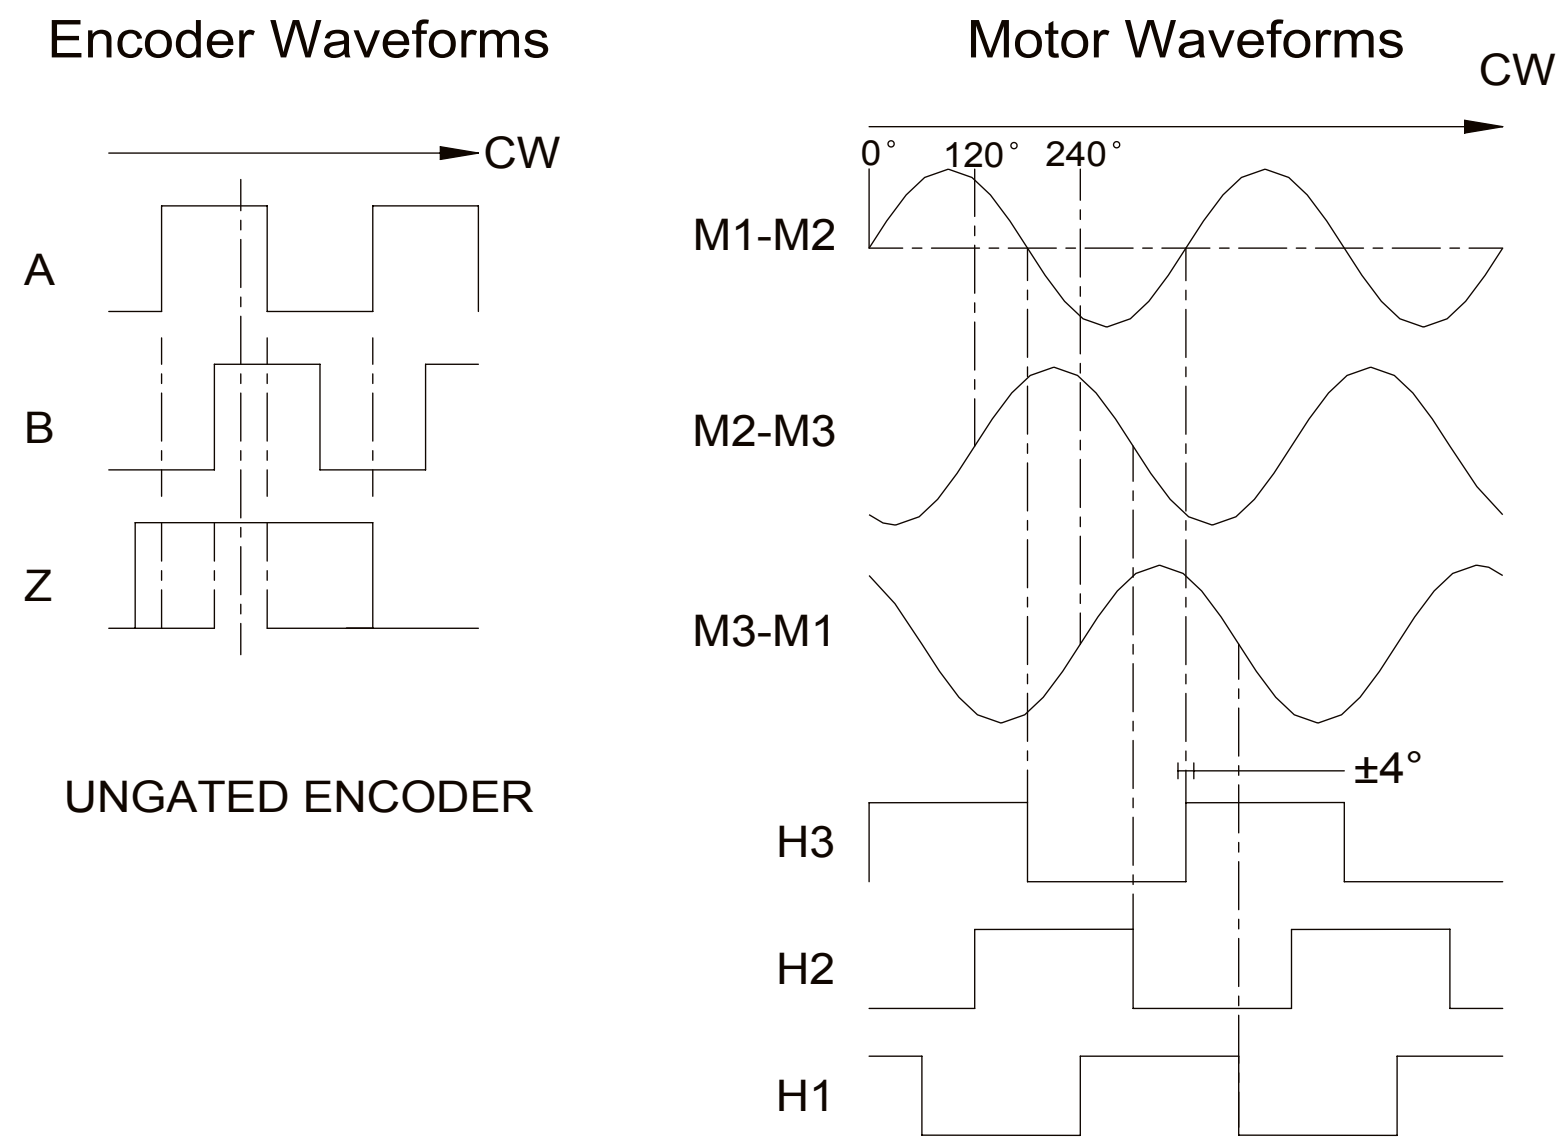 Encoder Waveforms
CW
A
B
Z
UNGATED ENCODER
Motor Waveforms
CW
0° 120° 240°
M1-M2
M2-M3
M3-M1
±4°
H3
H2
H1